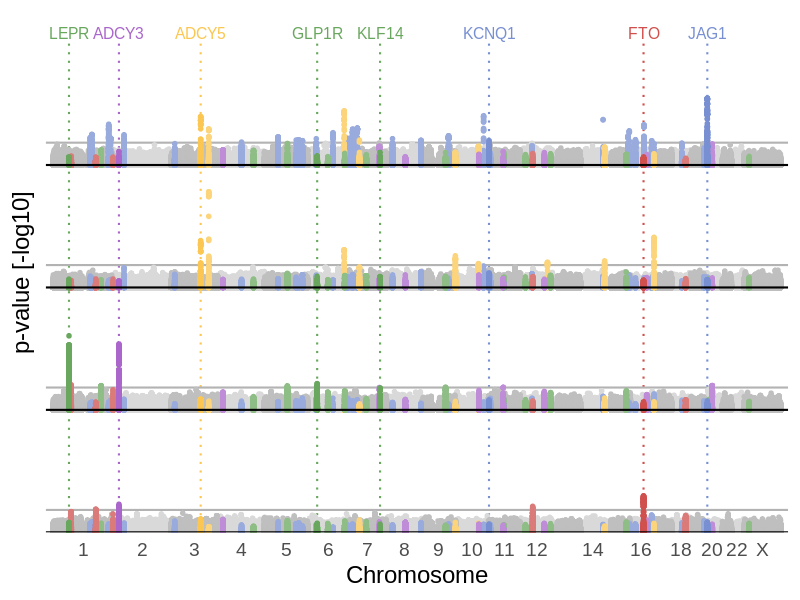 LEPR ADCY3 ADCY5 GLP1R KLF14 KCNQ1 FTO JAG1
p-value [-log10]
1 2 3 4 5 6 7 8 9 10 11 12 14 16 18 20 22 X
Chromosome